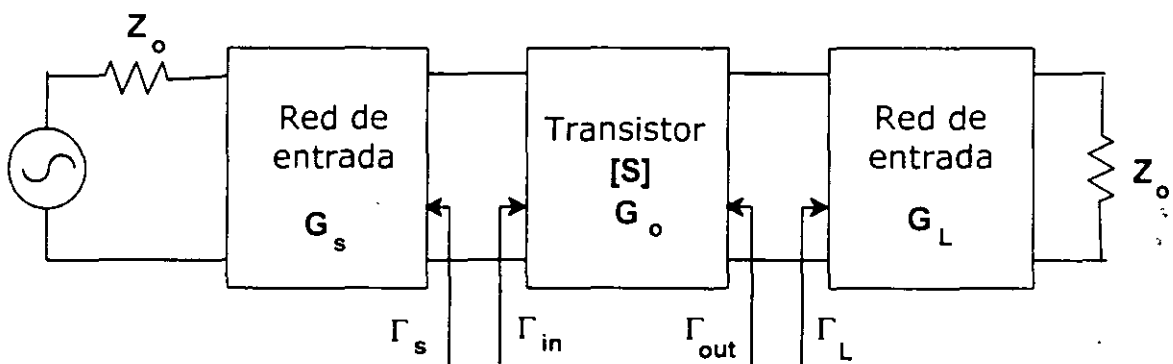 Z o
Red de
entrada
G s
Transistor
[S]
G o
Red de
entrada
G L
Z o
Γ s
Γ in
Γ out
Γ L